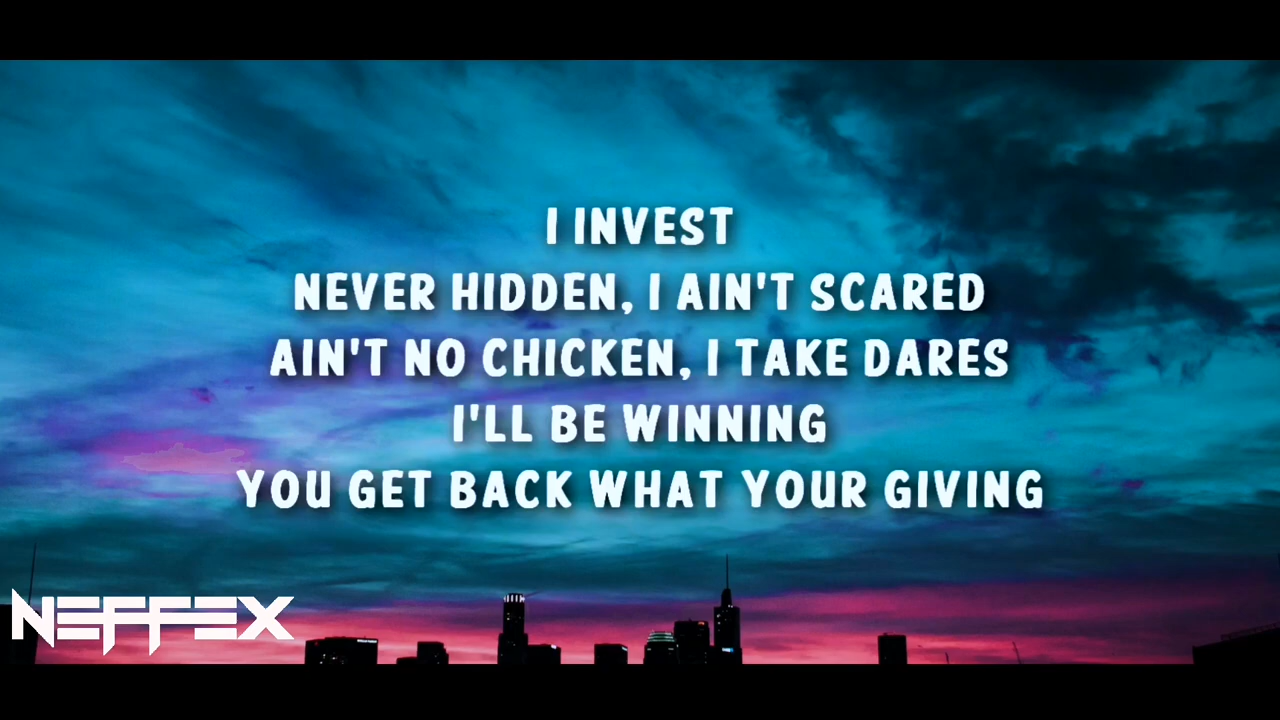 I INVEST
NEVER HIDDEN, I AIN'T SCARED
AIN'T NO CHICKEN, I TAKE DARES
I'LL BE WINNING
YOU GET BACK WHAT YOUR GIVING
NEFFEX